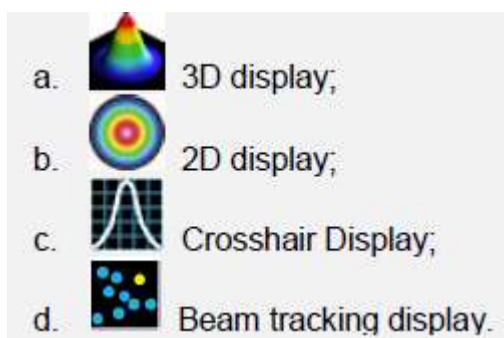 a. 3D display;
b. 2D display;
c. Crosshair Display;
d. Beam tracking display.